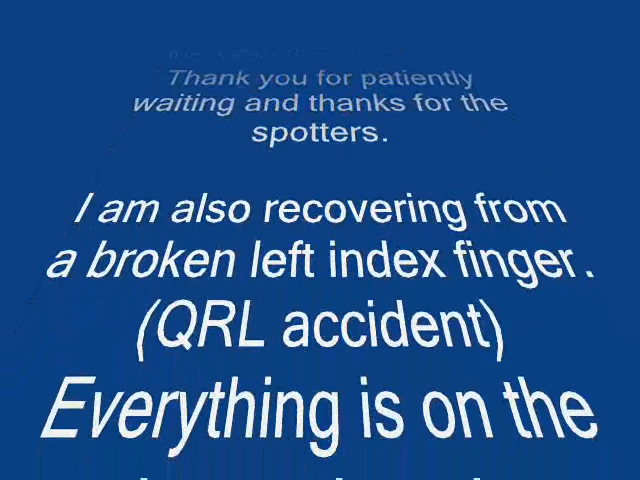 Thank you for patiently
waiting and thanks for the
spotters.
I am also recovering from
a broken left index finger.
(QRL accident)
Everything is on the